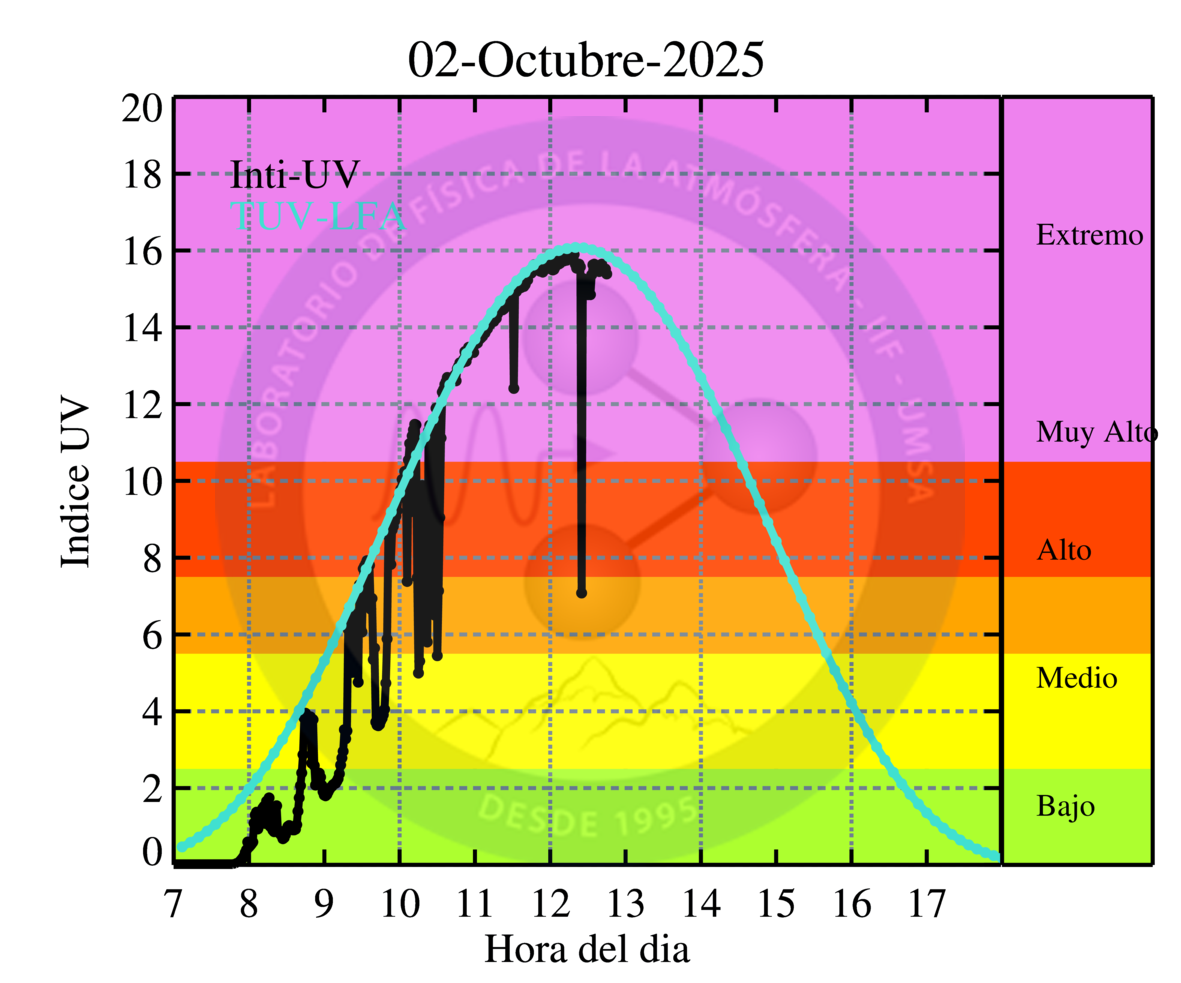 02-Octubre-2025
20
18
16
14
12
10
8
6
4
2
0
Indice UV
Inti-UV
TUV-LFA
LABORATORIO DE FÍSICA DE LA ATMÓSFERA - IIF - UMSA
DESDE 1995
Extremo
Muy Alto
Alto
Medio
Bajo
7 8 9 10 11 12 13 14 15 16 17
Hora del dia